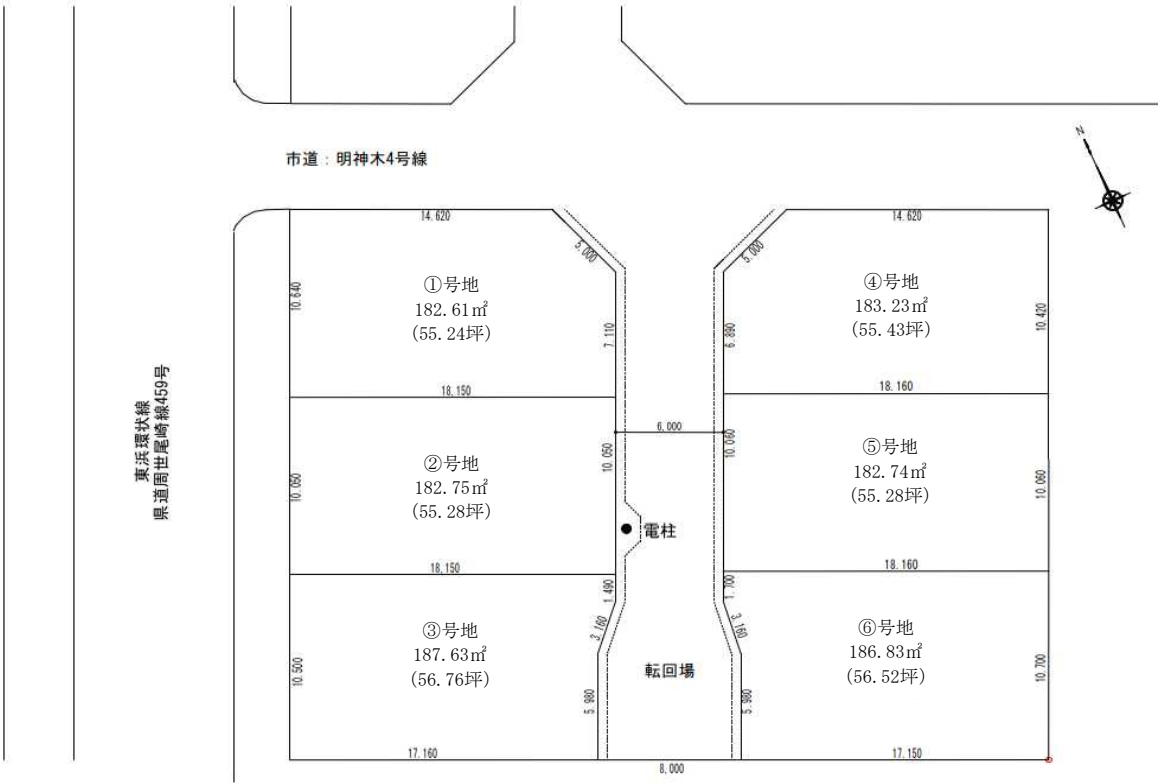 市道：明神木4号線
N
東浜環状線
県道周世尾崎線459号
14.620
5.000
10.640
①号地
182.61㎡
(55.24坪)
7.110
18.150
14.620
5.000
④号地
183.23㎡
(55.43坪)
6.890
10.420
18.160
6.000
10.050
②号地
182.75㎡
(55.28坪)
10.050
18.150
電柱
10.060
⑤号地
182.74㎡
(55.28坪)
10.060
18.160
1.490
3.160
③号地
187.63㎡
(56.76坪)
10.500
5.980
17.160
転回場
8.000
1.700
3.160
⑥号地
186.83㎡
(56.52坪)
10.700
5.980
17.150